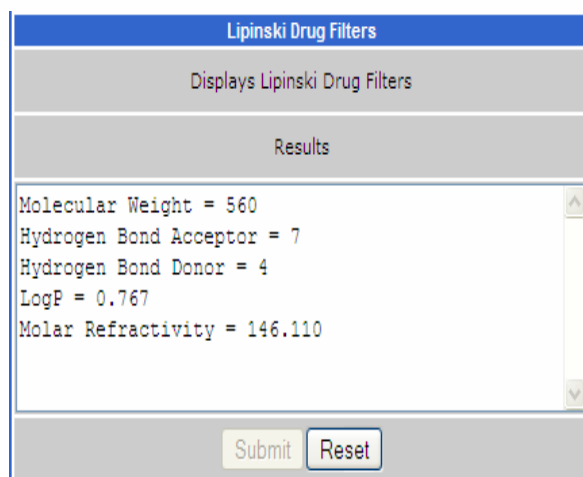 Lipinski Drug Filters
Displays Lipinski Drug Filters
Results
Molecular Weight = 560
Hydrogen Bond Acceptor = 7
Hydrogen Bond Donor = 4
LogP = 0.767
Molar Refractivity = 146.110
Submit Reset